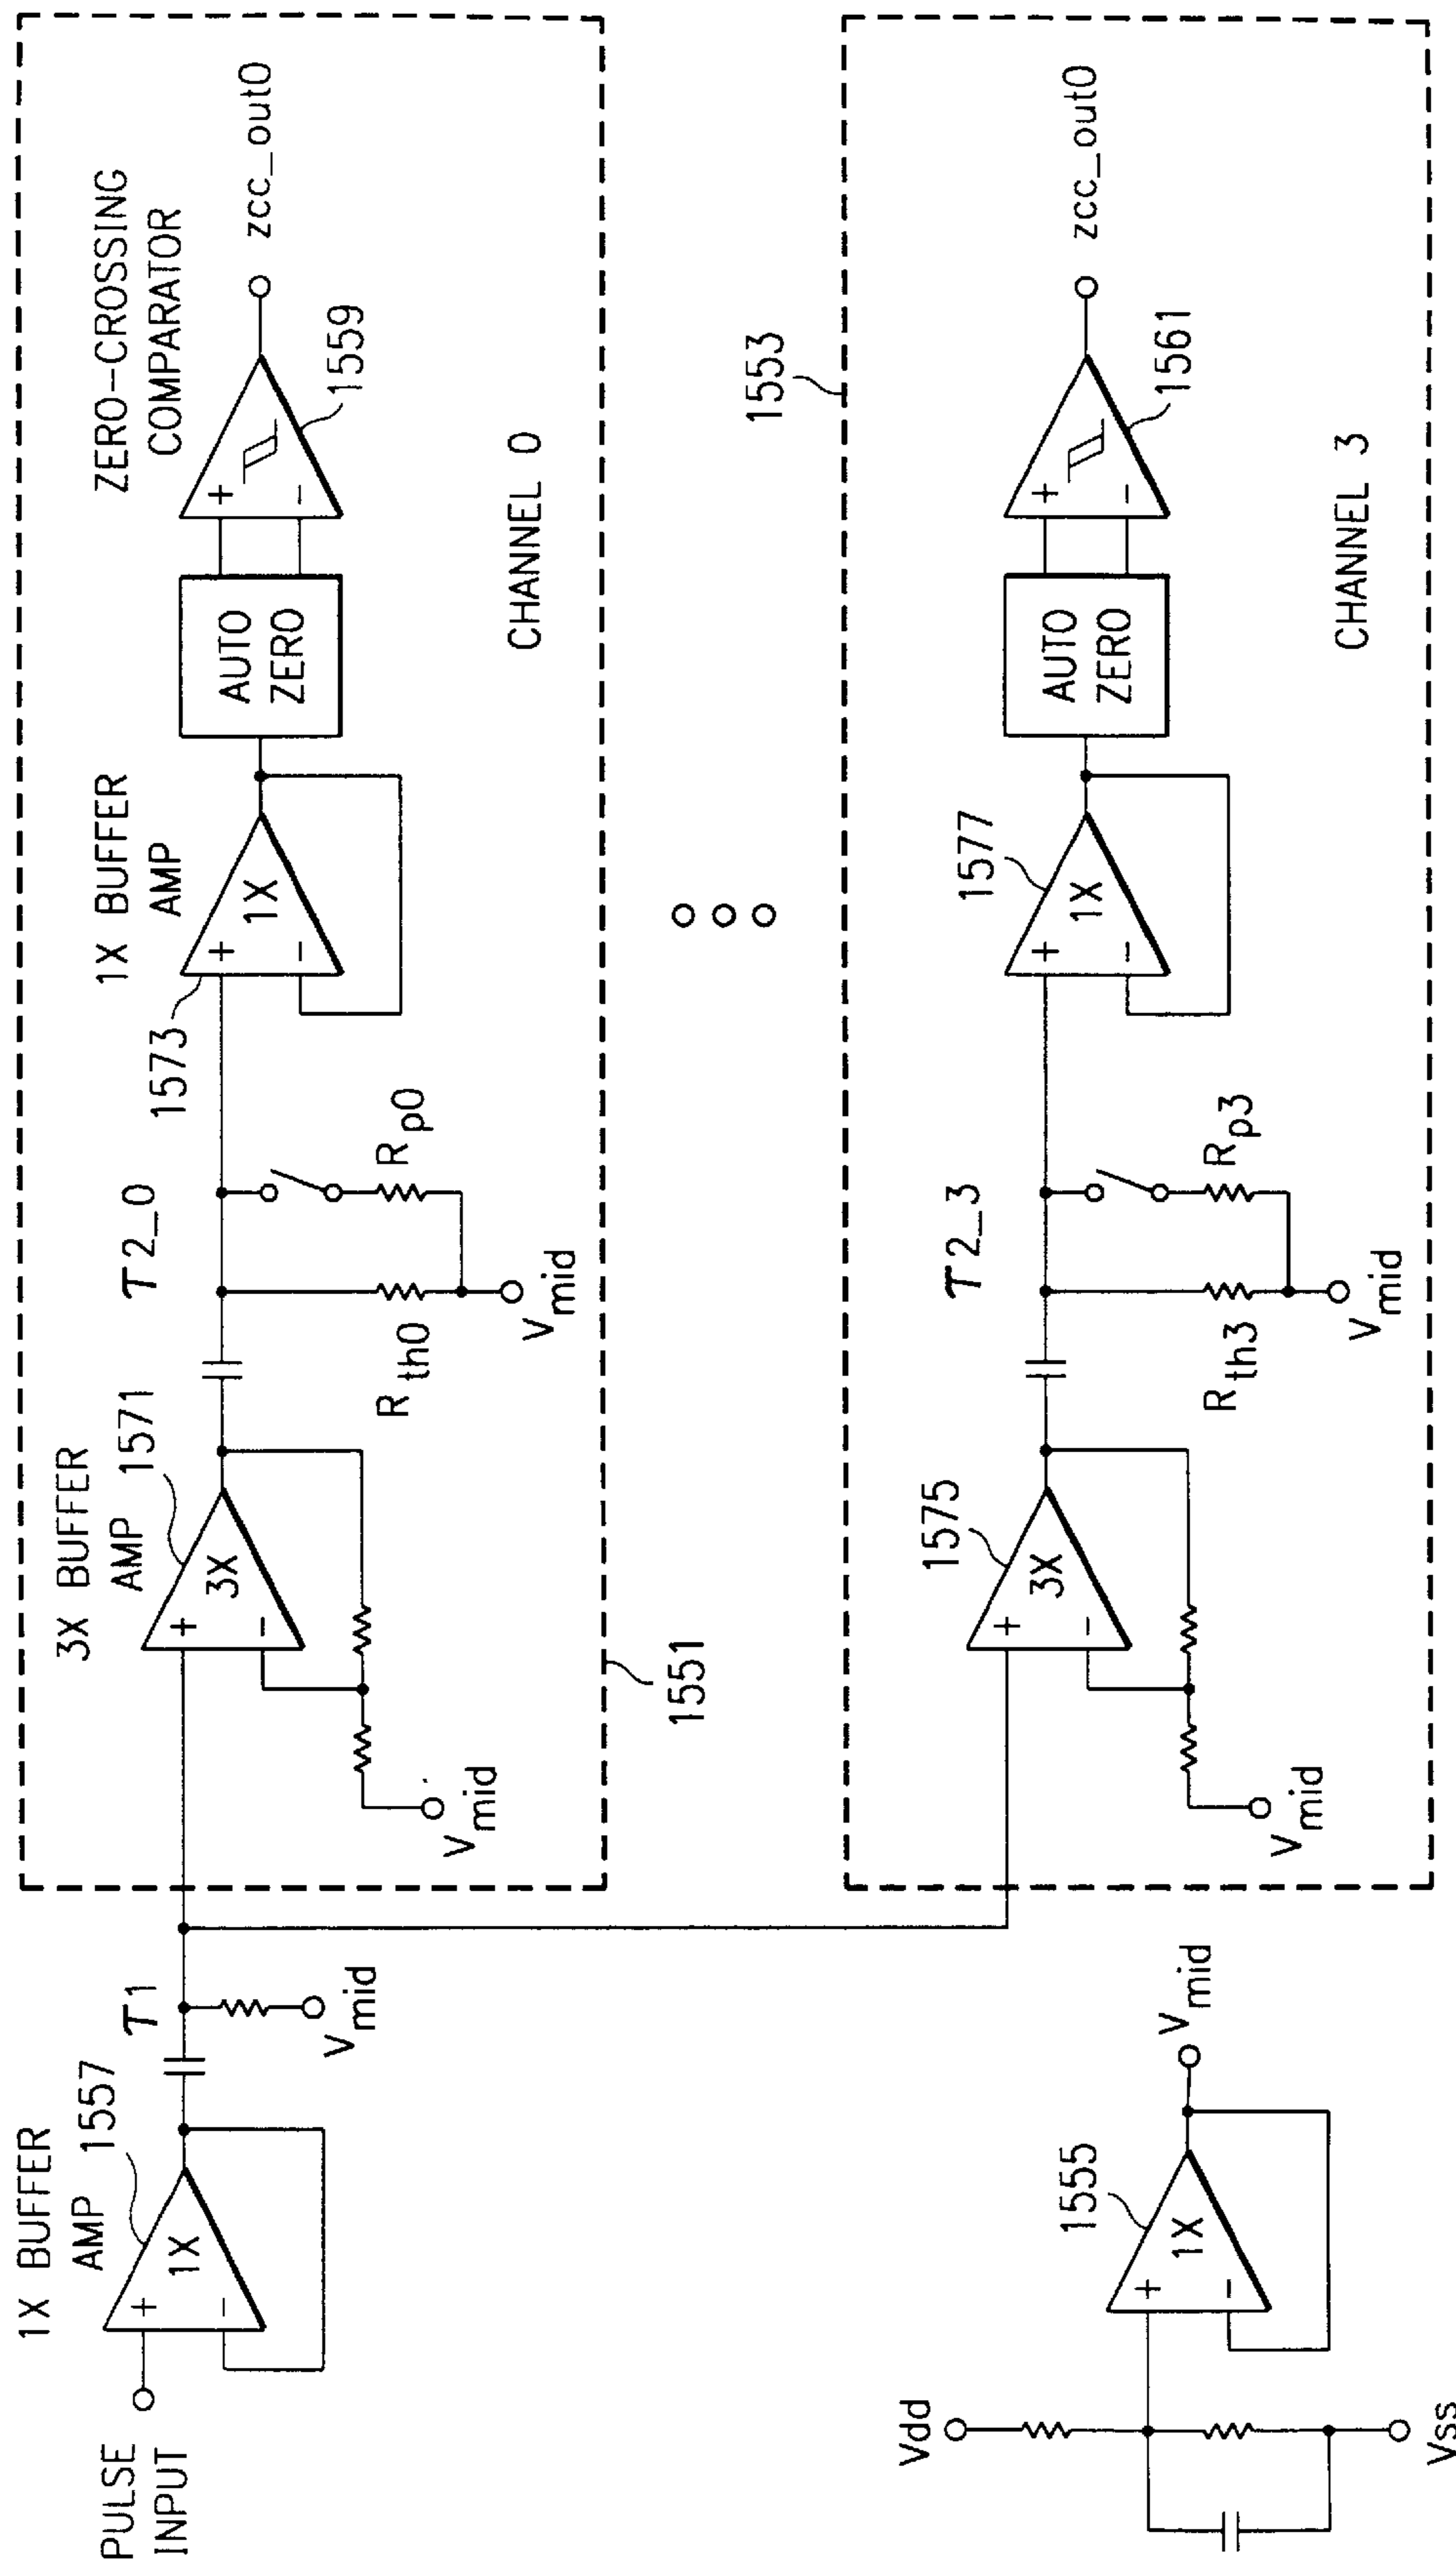 PULSE
INPUT
1X BUFFER
AMP 1557
+
−
1X
τ1
Vmid
3X BUFFER
AMP 1571
+
−
3X
Vmid
τ2_0
Rth0
Rp0
Vmid
1573
1X BUFFER
AMP
+
−
1X
AUTO
ZERO
ZERO-CROSSING
COMPARATOR
+
−
1559
zcc_out0
CHANNEL 0
1551
1553
1575
+
−
3X
Vmid
τ2_3
Rth3
Rp3
Vmid
1577
+
−
1X
AUTO
ZERO
+
−
1561
zcc_out0
CHANNEL 3
Vdd
Vss
1555
+
−
1X
Vmid